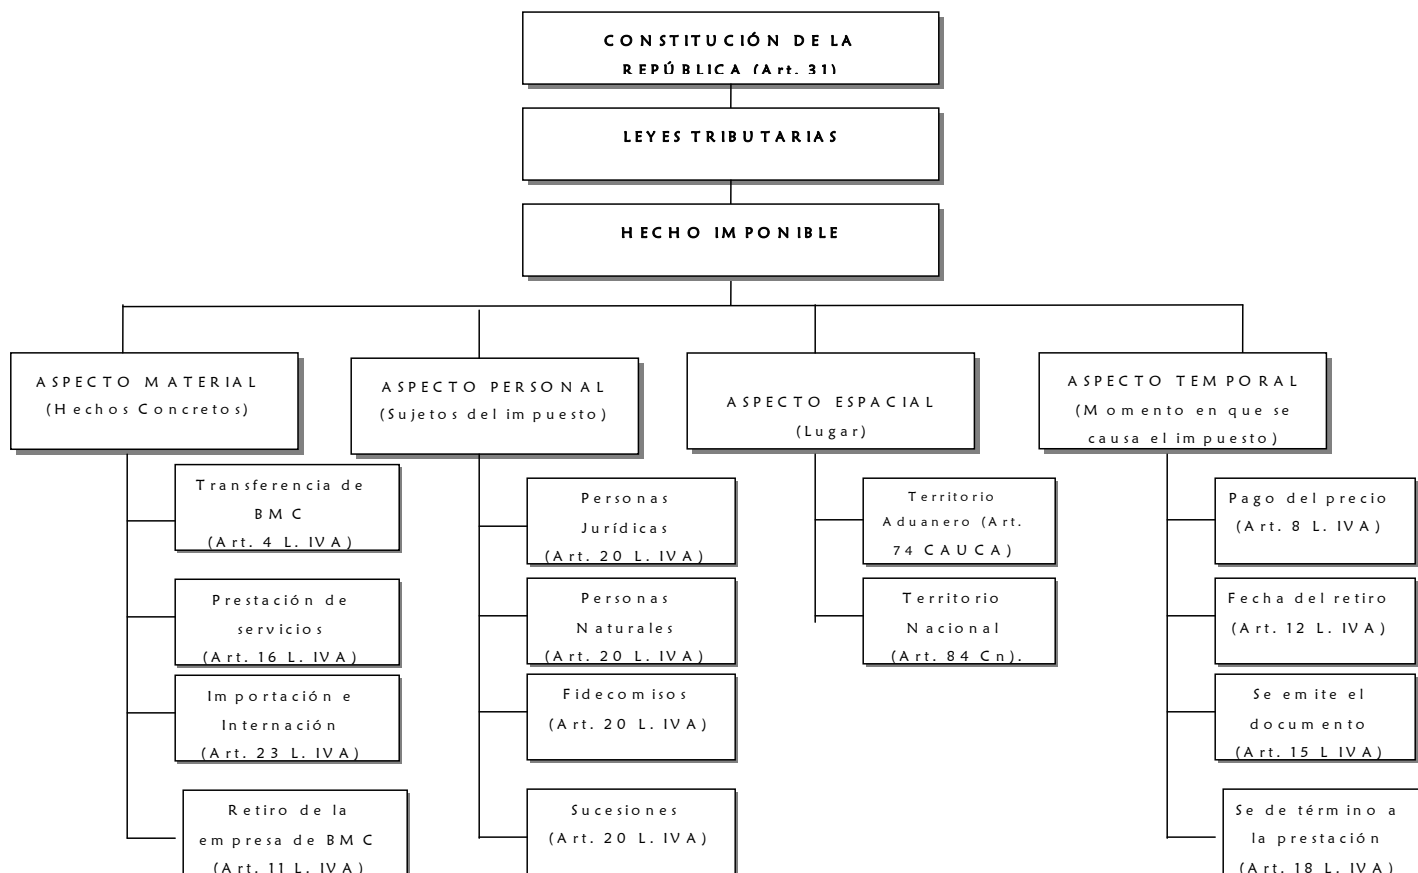 CONSTITUCIÓN DE LA
REPÚBLICA (Art. 31)
LEYES TRIBUTARIAS
HECHO IMPONIBLE
ASPECTO MATERIAL
(Hechos Concretos)
ASPECTO PERSONAL
(Sujetos del impuesto)
ASPECTO ESPACIAL
(Lugar)
ASPECTO TEMPORAL
(Momento en que se
causa el impuesto)
Transferencia de
BMC
(Art. 4 L. IVA)
Prestación de
servicios
(Art. 16 L. IVA)
Importación e
Internación
(Art. 23 L. IVA)
Retiro de la
empresa de BMC
(Art. 11 L. IVA)
Personas
Jurídicas
(Art. 20 L. IVA)
Personas
Naturales
(Art. 20 L. IVA)
Fidecomisos
(Art. 20 L. IVA)
Sucesiones
(Art. 20 L. IVA)
Territorio
Aduanero (Art.
74 CAUCA)
Territorio
Nacional
(Art. 84 Cn).
Pago del precio
(Art. 8 L. IVA)
Fecha del retiro
(Art. 12 L. IVA)
Se emite el
documento
(Art. 15 L IVA)
Se de término a
la prestación
(Art. 18 L. IVA)